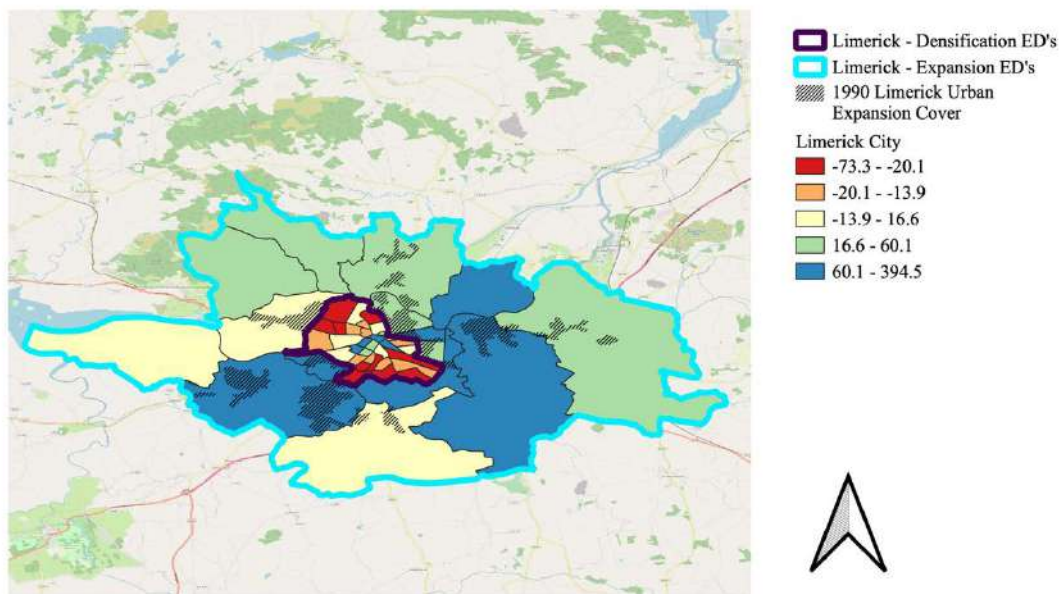 Limerick - Densification ED's
Limerick - Expansion ED's
1990 Limerick Urban
Expansion Cover
Limerick City
-73.3 - -20.1
-20.1 - -13.9
-13.9 - 16.6
16.6 - 60.1
60.1 - 394.5